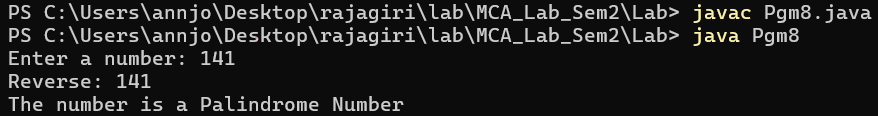 PS C:\Users\annjo\Desktop\rajagiri\lab\MCA_Lab_Sem2\Lab> javac Pgm8.java
PS C:\Users\annjo\Desktop\rajagiri\lab\MCA_Lab_Sem2\Lab> java Pgm8
Enter a number: 141
Reverse: 141
The number is a Palindrome Number